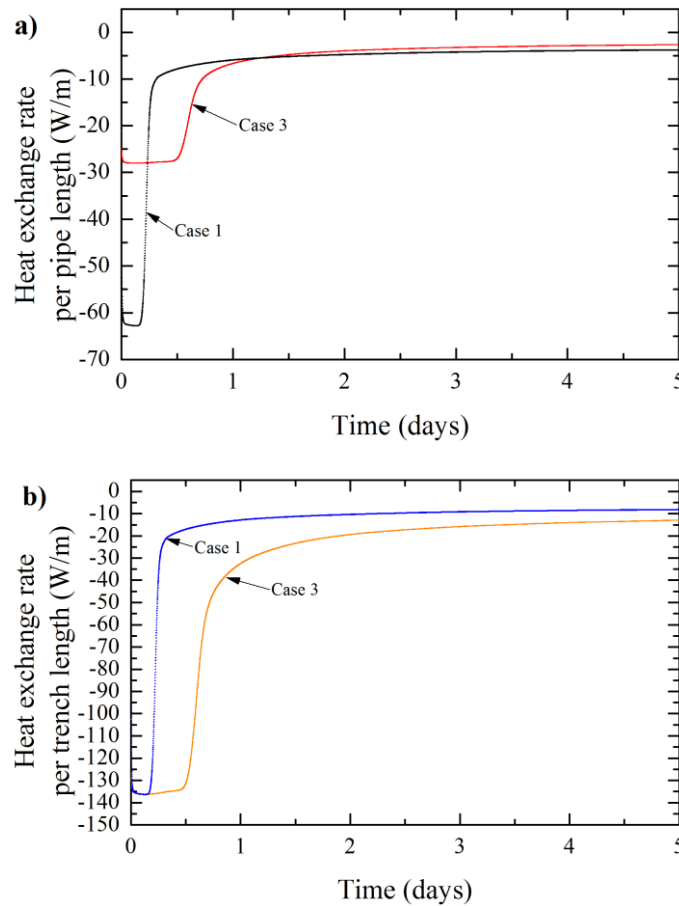 a)
0
-10
-20
-30
-40
-50
-60
-70
Heat exchange rate
per pipe length (W/m)
Case 3
Case 1
0 1 2 3 4 5
Time (days)
b)
0
-10
-20
-30
-40
-50
-60
-70
-80
-90
-100
-110
-120
-130
-140
-150
Heat exchange rate
per trench length (W/m)
Case 1
Case 3
0 1 2 3 4 5
Time (days)